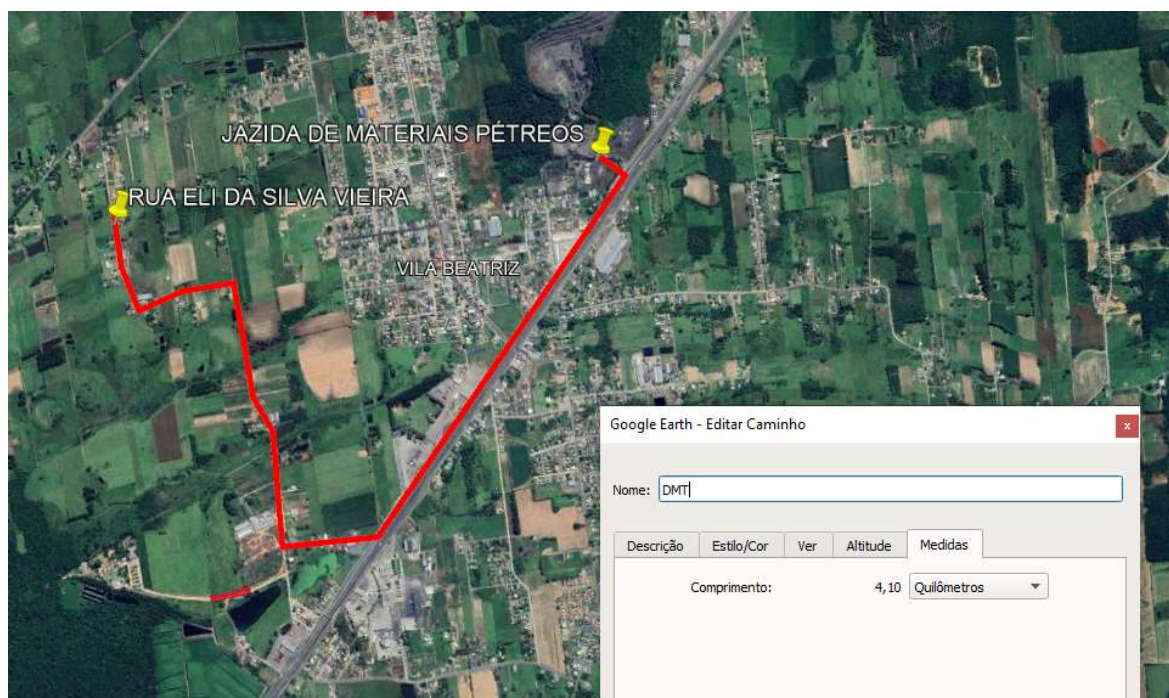 JAZIDA DE MATERIAIS PÉTREOS
RUA ELI DA SILVA VIEIRA
VILA BEATRIZ
Google Earth - Editar Caminho
x
Nome: DMT
Descrição Estilo/Cor Ver Altitude Medidas
Comprimento: 4,10 Quilômetros